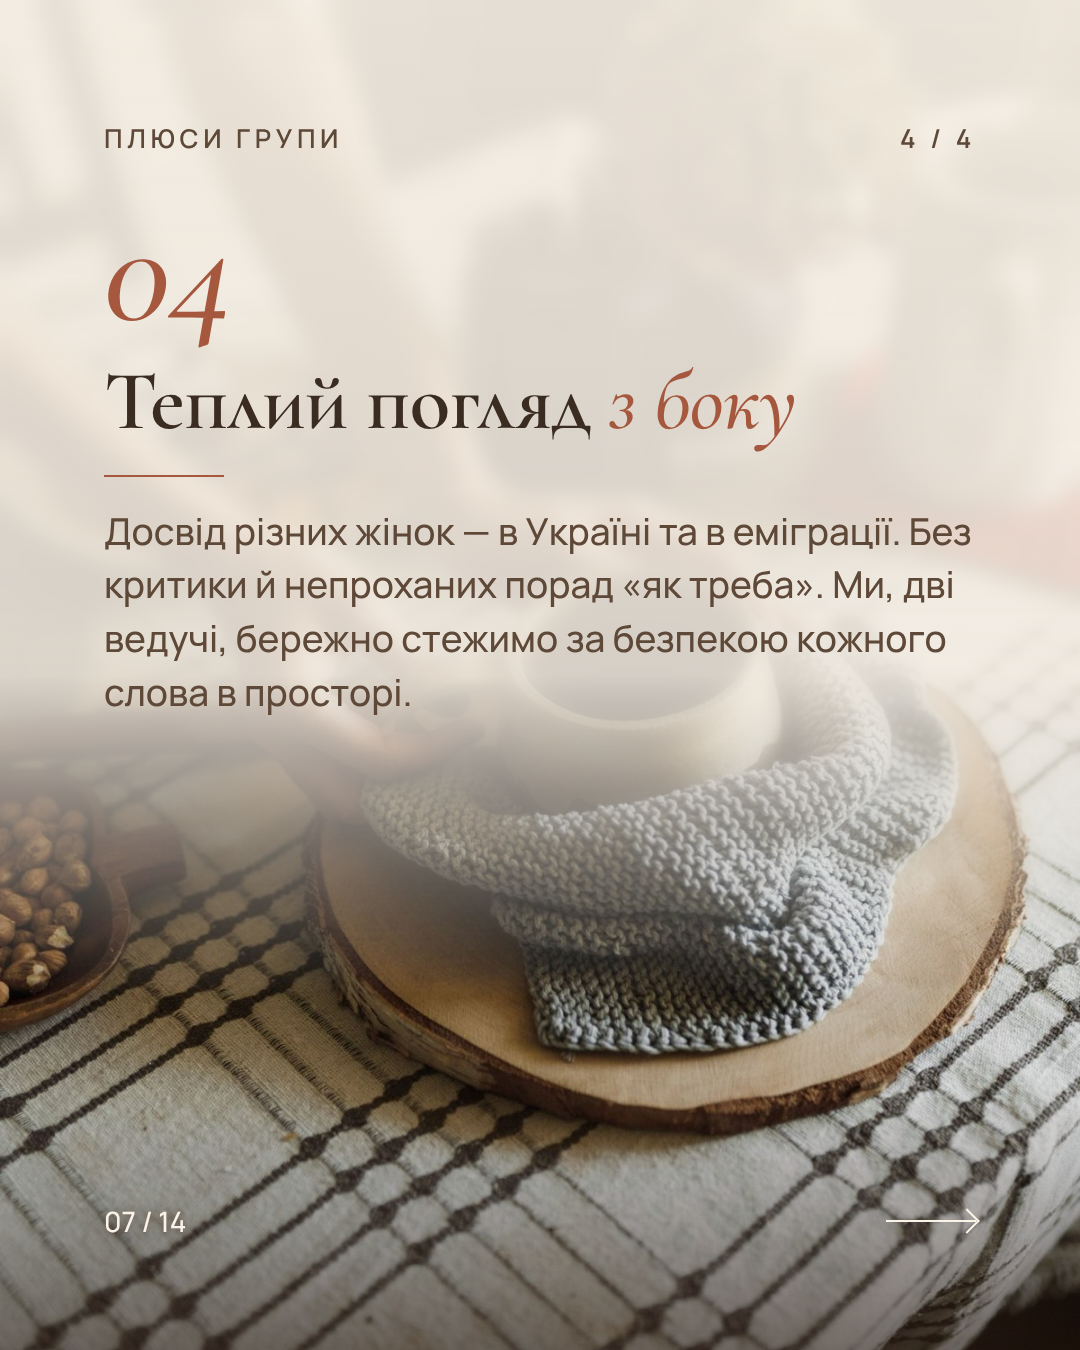 ПЛЮСИ ГРУПИ
4 / 4
04
Теплий погляд з боку
Досвід різних жінок — в Україні та в еміграції. Без
критики й непроханих порад «як треба». Ми, дві
ведучі, бережно стежимо за безпекою кожного
слова в просторі.
07 / 14